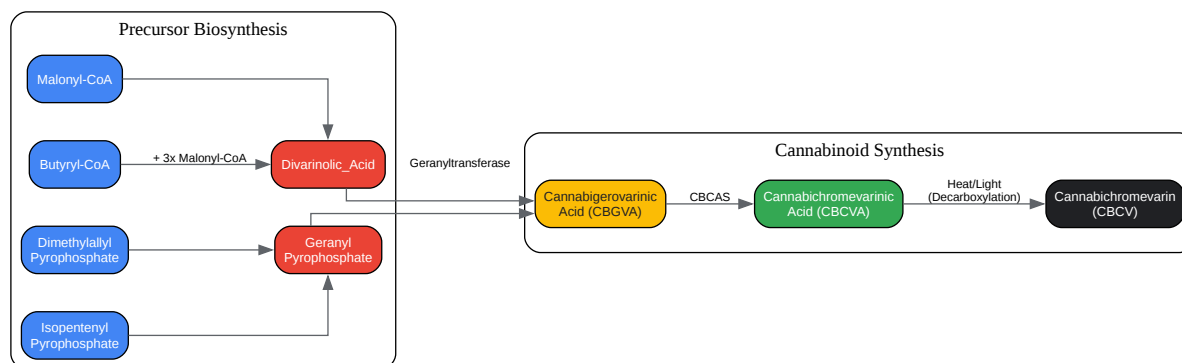 Precursor Biosynthesis
Malonyl-CoA
Butyryl-CoA
+ 3x Malonyl-CoA
Divarinolic_Acid
Dimethylallyl
Pyrophosphate
Geranyl
Pyrophosphate
Isopentenyl
Pyrophosphate
Geranyltransferase
Cannabinoid Synthesis
Cannabigerovarinic
Acid (CBGVA)
CBCAS
Cannabichromevarinic
Acid (CBCVA)
Heat/Light
(Decarboxylation)
Cannabichromevarin
(CBCV)